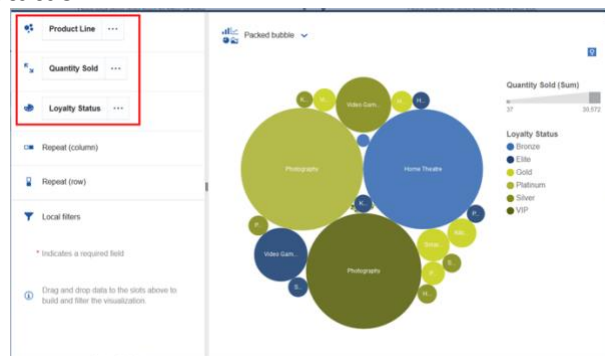 Product Line ...
Quantity Sold ...
Loyalty Status ...
Repeat (column)
Repeat (row)
Local filters
* Indicates a required field
Drag and drop data to the slots above to
build and filter the visualization.
Packed bubble
K...
M...
Video Gam...
H...
H...
Photography
Home Theatre
K...
P...
P...
Video Gam...
Photography
Smar...
S...
P...
S...
H...
Quantity Sold (Sum)
37
30,572
Loyalty Status
Bronze
Elite
Gold
Platinum
Silver
VIP